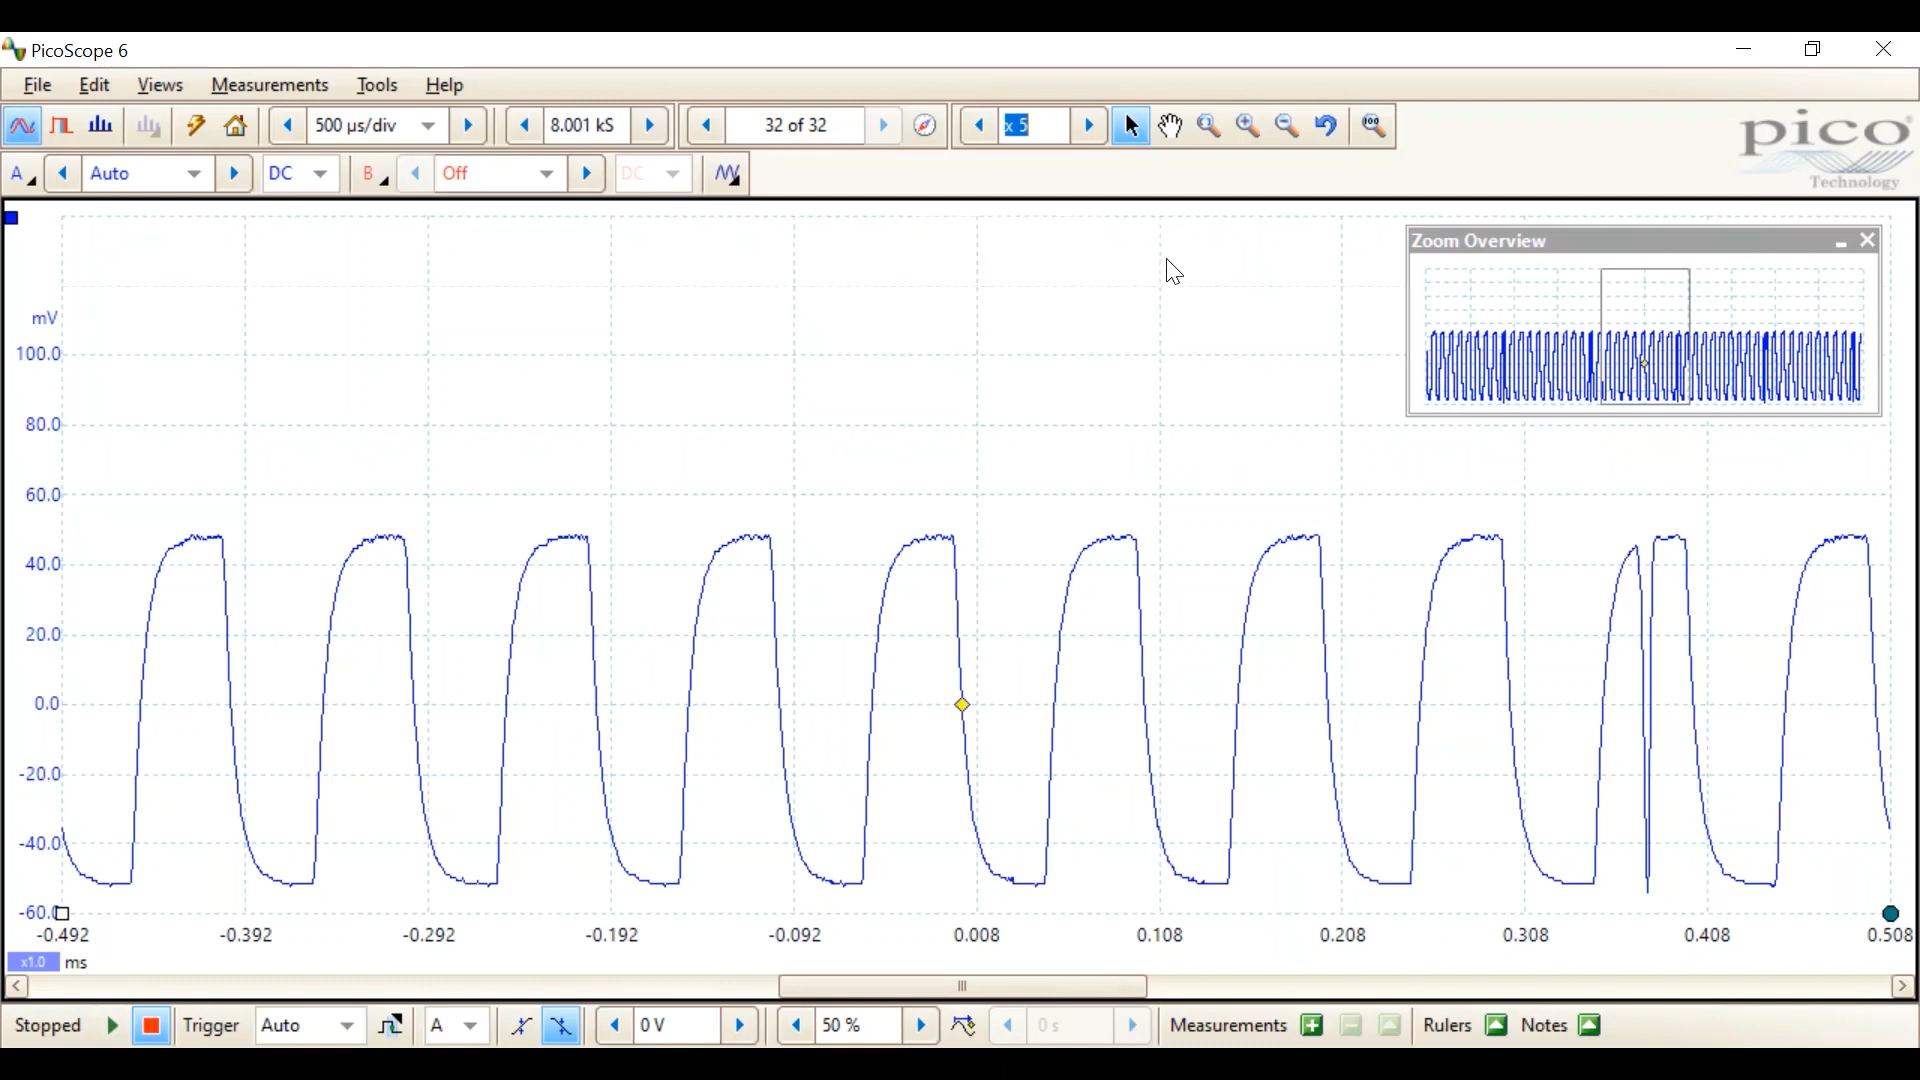 PicoScope 6
File Edit Views Measurements Tools Help
500 µs/div 8.001 kS 32 of 32 x 5
A Auto DC B Off DC
pico
Technology
Zoom Overview
mV
100.0
80.0
60.0
40.0
20.0
0.0
-20.0
-40.0
-60.0
-0.492 -0.392 -0.292 -0.192 -0.092 0.008 0.108 0.208 0.308 0.408 0.508
x1.0 ms
Stopped Trigger Auto A 0 V 50 % 0 s Measurements Rulers Notes